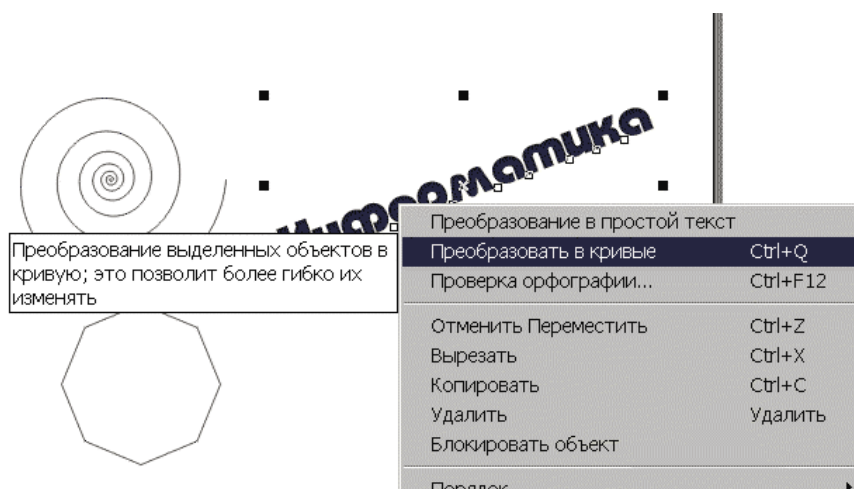 Информатика
Преобразование в простой текст
Преобразовать в кривые Ctrl+Q
Проверка орфографии... Ctrl+F12
Преобразование выделенных объектов в
кривую; это позволит более гибко их
изменять
Отменить Переместить Ctrl+Z
Вырезать Ctrl+X
Копировать Ctrl+C
Удалить Удалить
Блокировать объект
Порядок